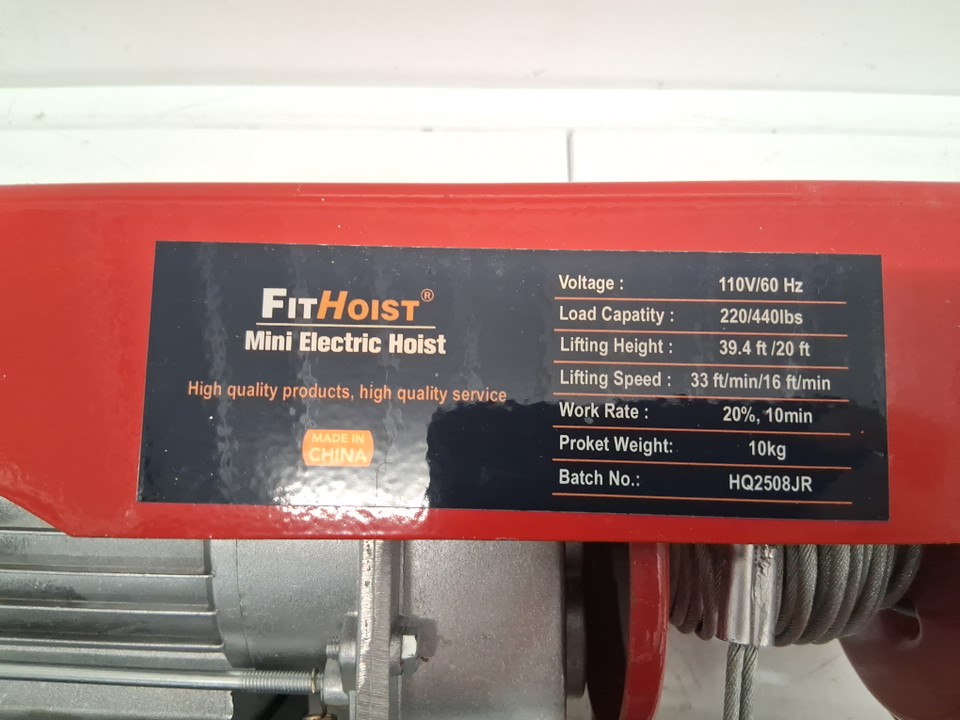 FITHOIST®
Mini Electric Hoist
High quality products, high quality service
MADE IN
CHINA
Voltage : 110V/60 Hz
Load Capatity : 220/440lbs
Lifting Height : 39.4 ft /20 ft
Lifting Speed : 33 ft/min/16 ft/min
Work Rate : 20%, 10min
Proket Weight: 10kg
Batch No.: HQ2508JR